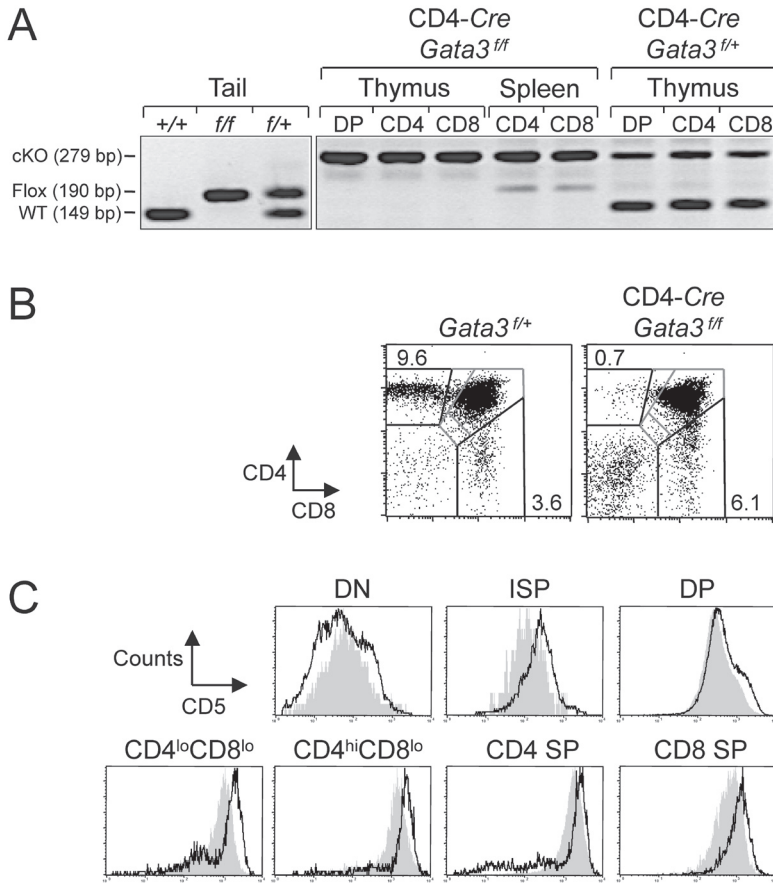 A
CD4-Cre
Gata3 f/f
CD4-Cre
Gata3 f/+
Tail
Thymus
Spleen
Thymus
+/+
f/f
f/+
DP
CD4
CD8
CD4
CD8
DP
CD4
CD8
cKO (279 bp)
Flox (190 bp)
WT (149 bp)
B
Gata3 f/+
CD4-Cre
Gata3 f/f
9.6
0.7
CD4
CD8
3.6
6.1
C
DN
ISP
DP
Counts
CD5
CD4loCD8lo
CD4hiCD8lo
CD4 SP
CD8 SP